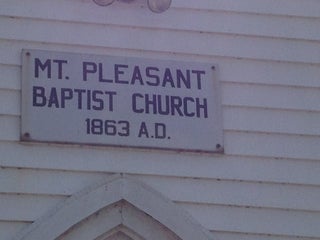 MT. PLEASANT
BAPTIST CHURCH
1863 A.D.